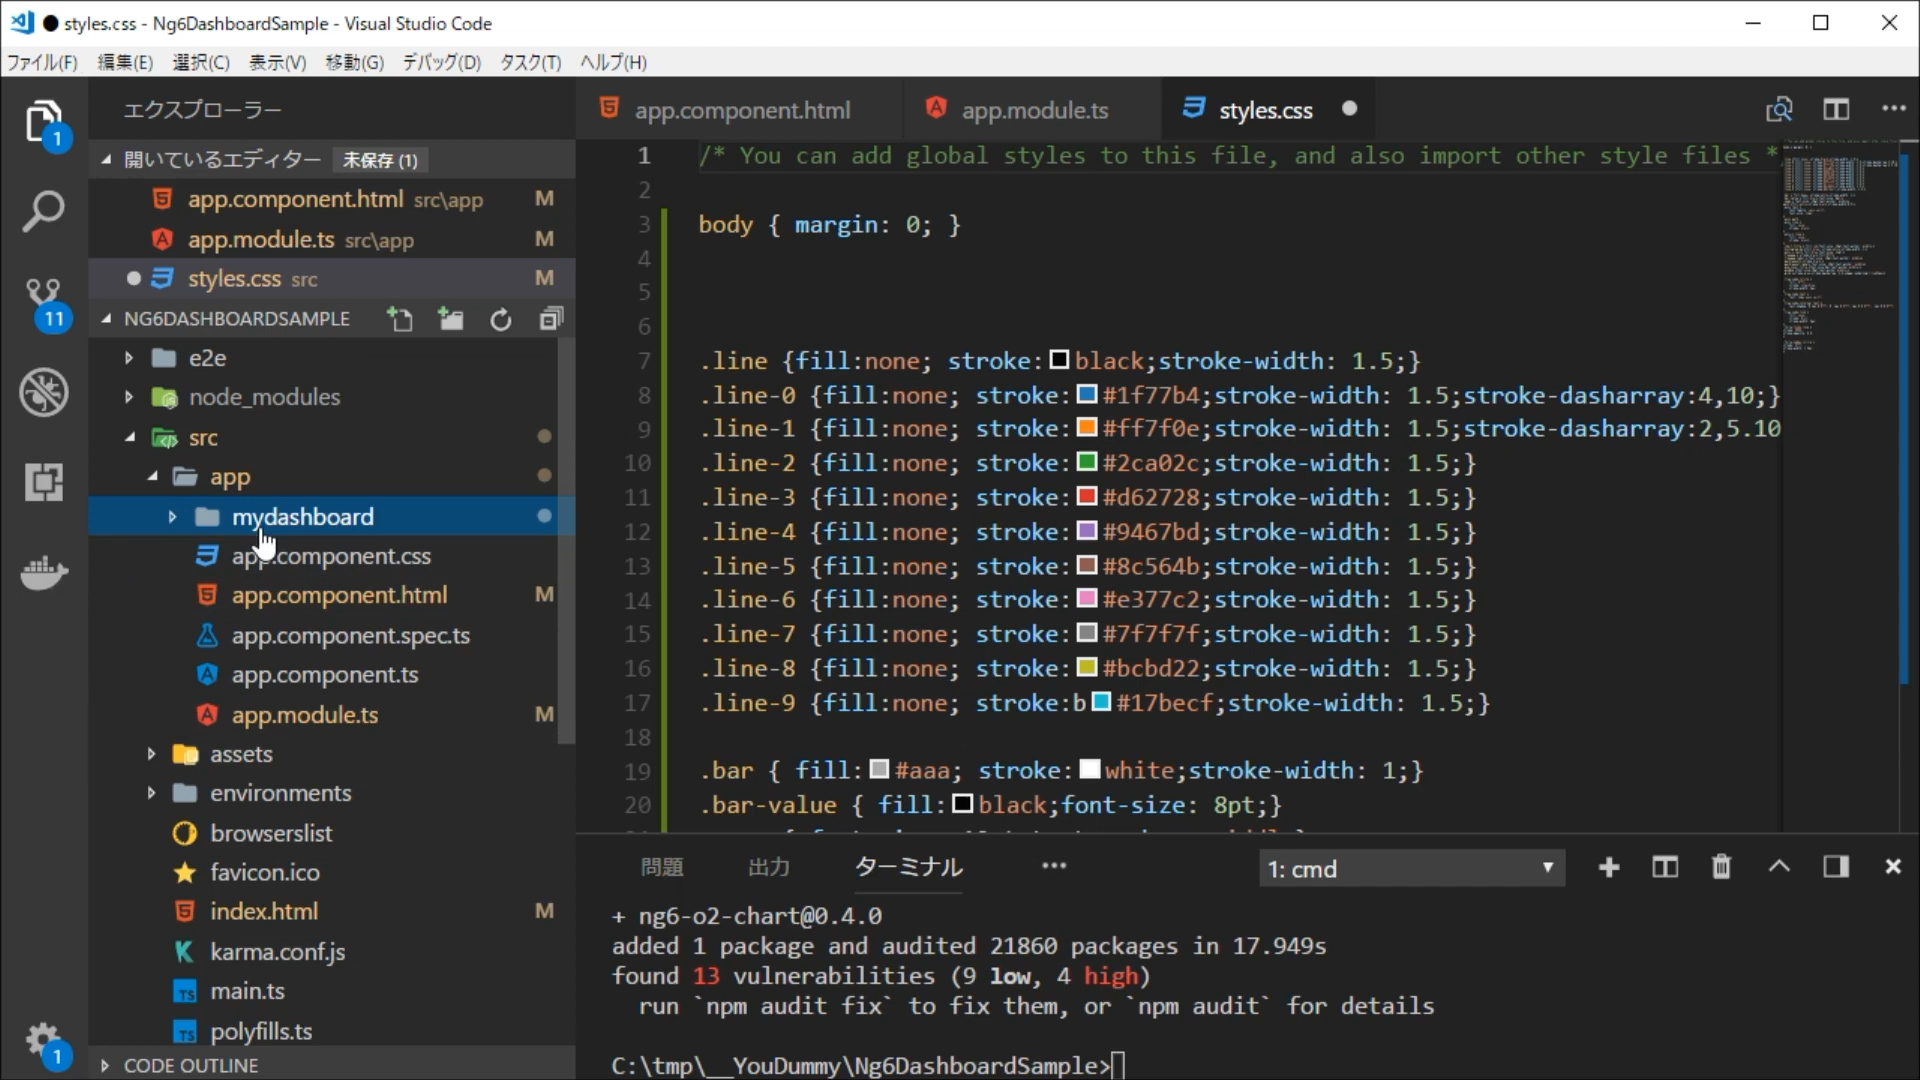 styles.css - Ng6DashboardSample - Visual Studio Code
ファイル(F) 編集(E) 選択(C) 表示(V) 移動(G) デバッグ(D) タスク(T) ヘルプ(H)
エクスプローラー
開いているエディター 未保存 (1)
app.component.html src\app M
app.module.ts src\app M
styles.css src M
NG6DASHBOARDSAMPLE
e2e
node_modules
src
app
mydashboard
app.component.css
app.component.html M
app.component.spec.ts
app.component.ts
app.module.ts M
assets
environments
browserslist
favicon.ico
index.html M
karma.conf.js
main.ts
polyfills.ts
CODE OUTLINE
1
11
1
app.component.html app.module.ts styles.css
1 /* You can add global styles to this file, and also import other style files *
2
3 body { margin: 0; }
4
5
6
7 .line {fill:none; stroke:black;stroke-width: 1.5;}
8 .line-0 {fill:none; stroke:#1f77b4;stroke-width: 1.5;stroke-dasharray:4,10;}
9 .line-1 {fill:none; stroke:#ff7f0e;stroke-width: 1.5;stroke-dasharray:2,5.10
10 .line-2 {fill:none; stroke:#2ca02c;stroke-width: 1.5;}
11 .line-3 {fill:none; stroke:#d62728;stroke-width: 1.5;}
12 .line-4 {fill:none; stroke:#9467bd;stroke-width: 1.5;}
13 .line-5 {fill:none; stroke:#8c564b;stroke-width: 1.5;}
14 .line-6 {fill:none; stroke:#e377c2;stroke-width: 1.5;}
15 .line-7 {fill:none; stroke:#7f7f7f;stroke-width: 1.5;}
16 .line-8 {fill:none; stroke:#bcbd22;stroke-width: 1.5;}
17 .line-9 {fill:none; stroke:b#17becf;stroke-width: 1.5;}
18
19 .bar { fill:#aaa; stroke:white;stroke-width: 1;}
20 .bar-value { fill:black;font-size: 8pt;}
問題 出力 ターミナル 1: cmd
+ ng6-o2-chart@0.4.0
added 1 package and audited 21860 packages in 17.949s
found 13 vulnerabilities (9 low, 4 high)
run `npm audit fix` to fix them, or `npm audit` for details
C:\tmp\__YouDummy\Ng6DashboardSample>